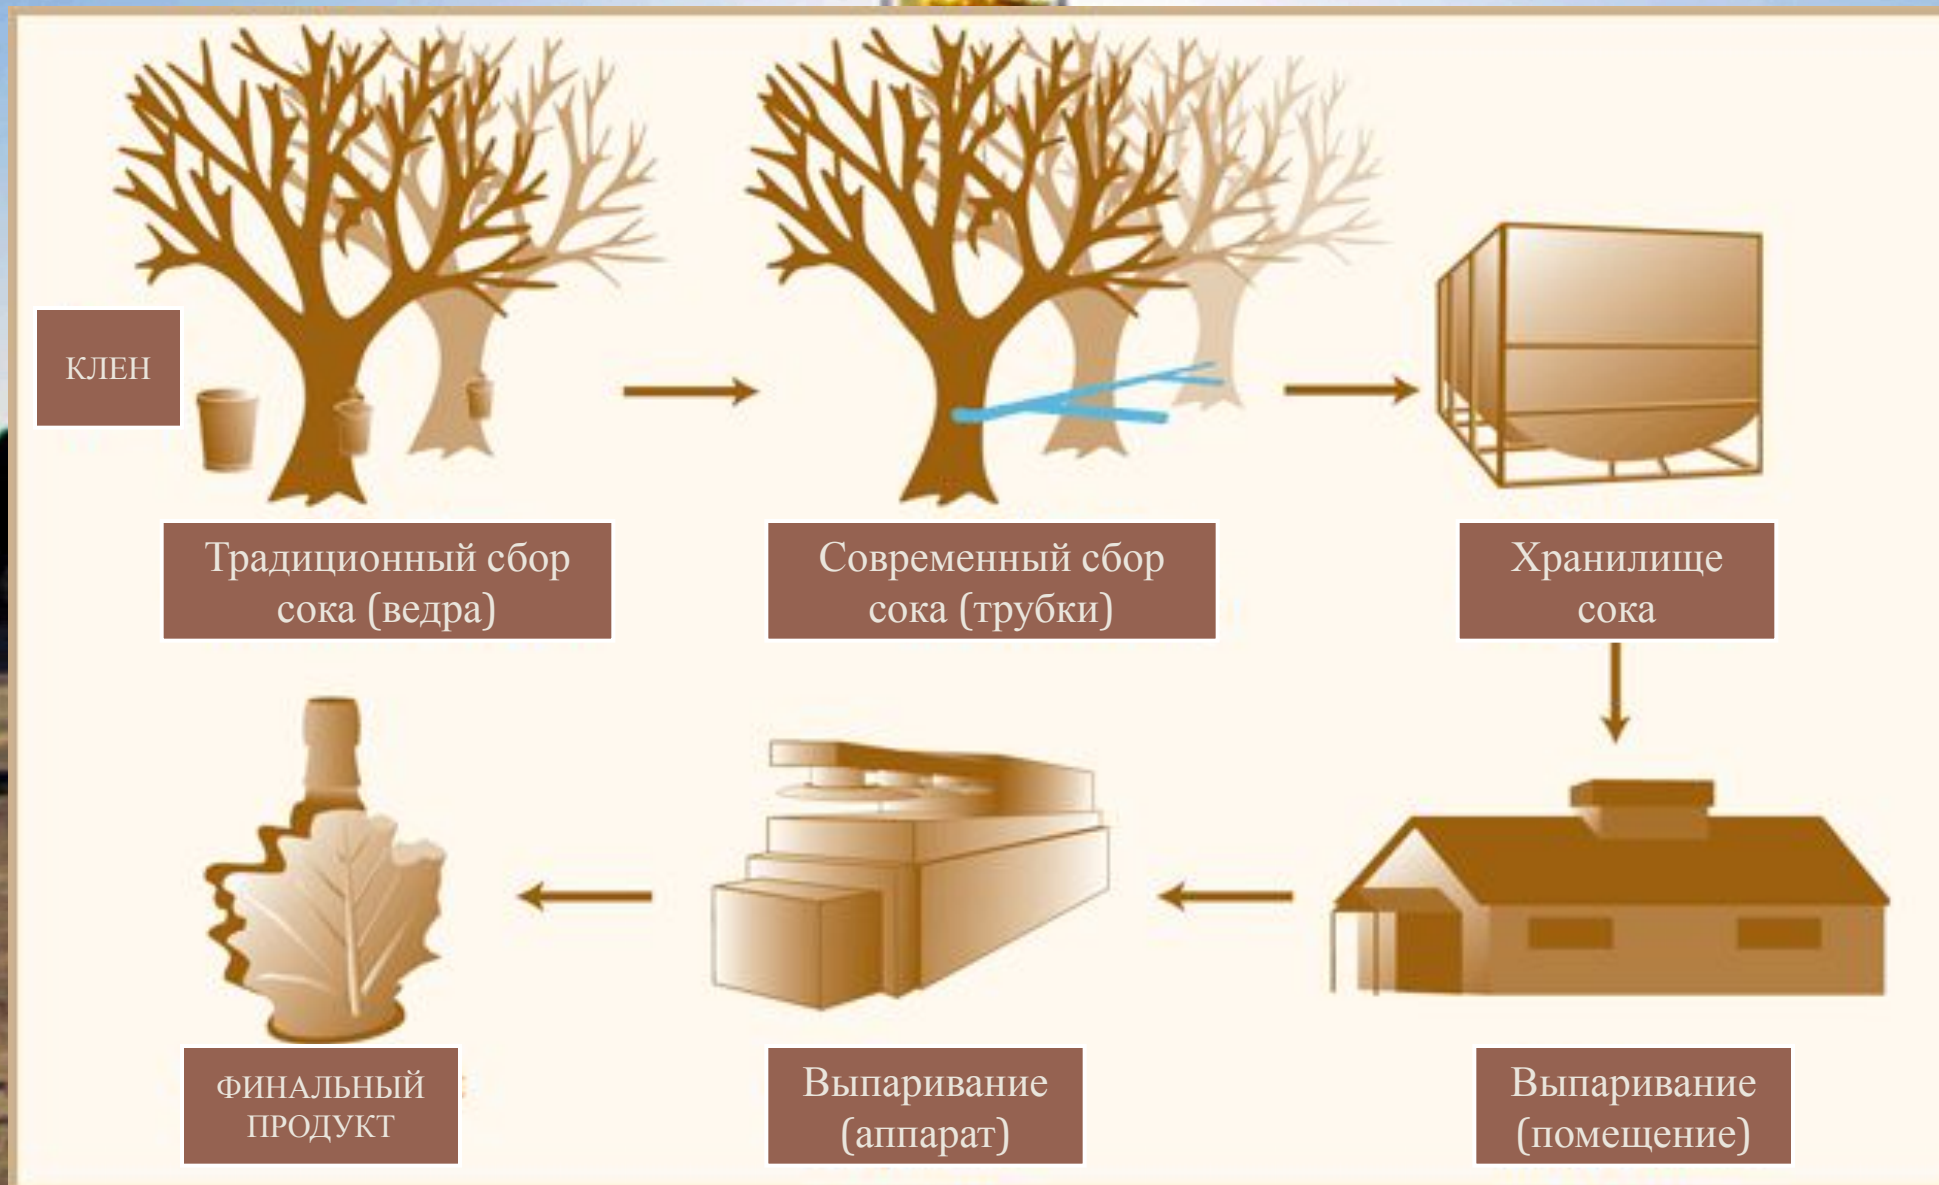 КЛЕН
Традиционный сбор
сока (ведра)
Современный сбор
сока (трубки)
Хранилище
сока
ФИНАЛЬНЫЙ
ПРОДУКТ
Выпаривание
(аппарат)
Выпаривание
(помещение)